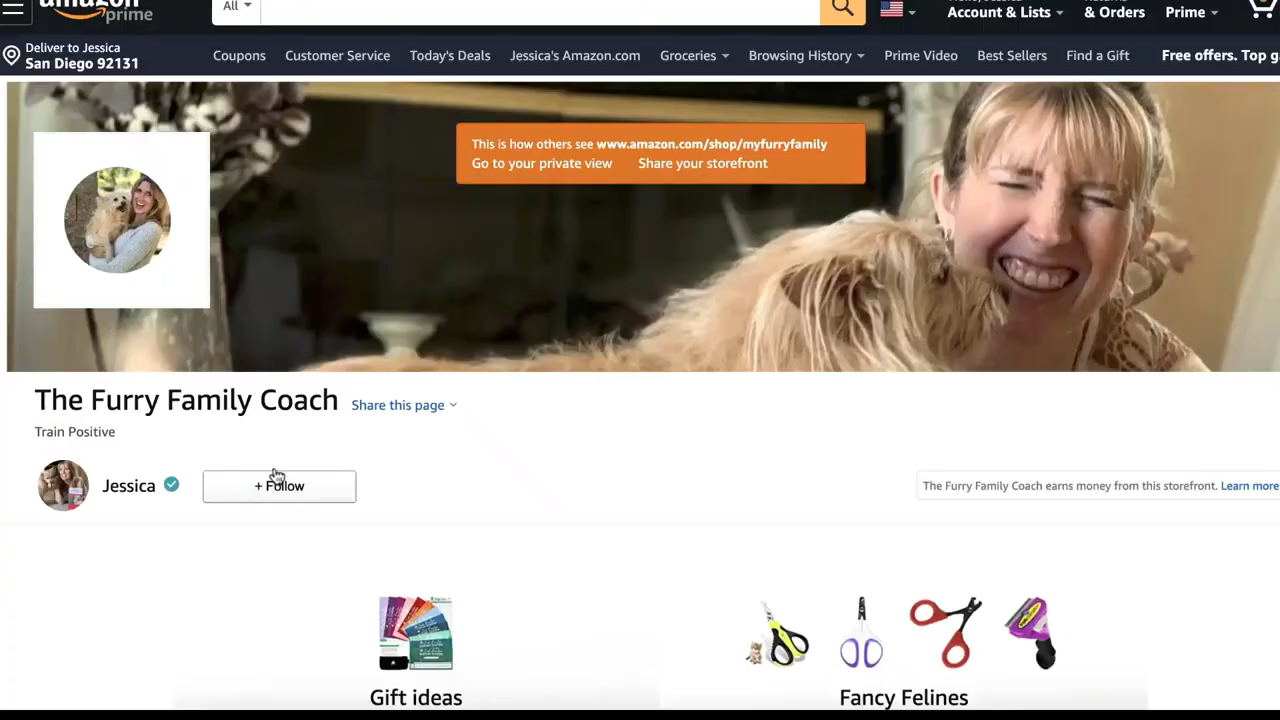 amazon
prime
All
Account & Lists
& Orders
Prime
Deliver to Jessica
San Diego 92131
Coupons
Customer Service
Today's Deals
Jessica's Amazon.com
Groceries
Browsing History
Prime Video
Best Sellers
Find a Gift
Free offers. Top g
This is how others see www.amazon.com/shop/myfurryfamily
Go to your private view
Share your storefront
The Furry Family Coach
Share this page
Train Positive
Jessica
+ Follow
The Furry Family Coach earns money from this storefront. Learn more
Gift ideas
Fancy Felines